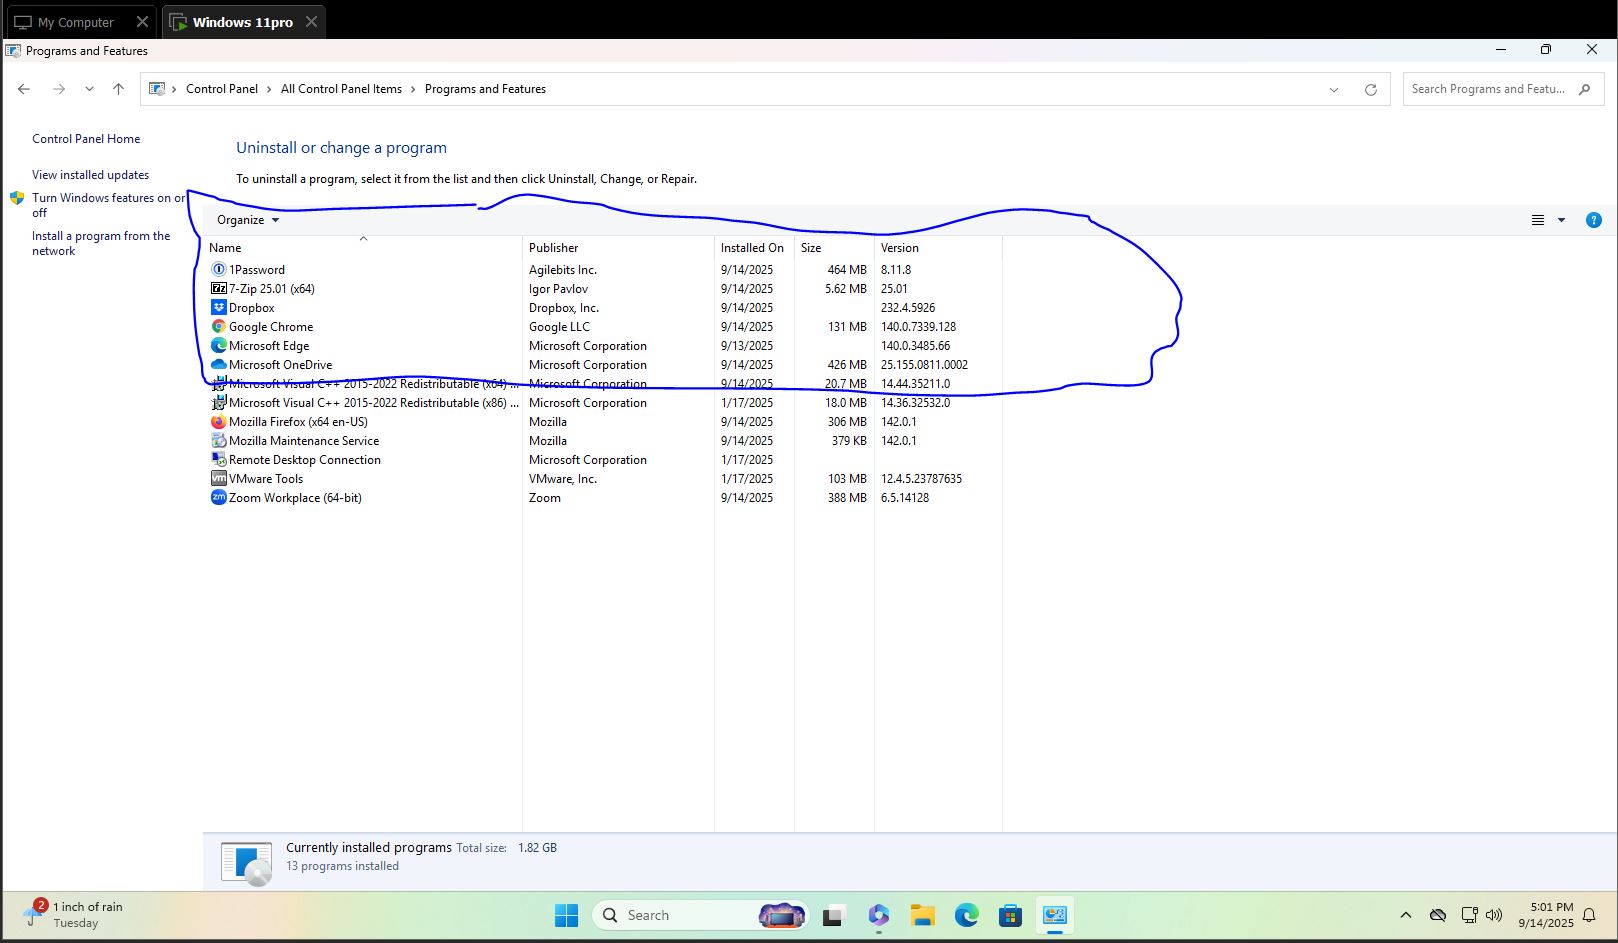 My Computer
Windows 11pro
Programs and Features
Control Panel > All Control Panel Items > Programs and Features
Search Programs and Featu...
Control Panel Home
View installed updates
Turn Windows features on or
off
Install a program from the
network
Uninstall or change a program
To uninstall a program, select it from the list and then click Uninstall, Change, or Repair.
Organize
Name Publisher Installed On Size Version
1Password Agilebits Inc. 9/14/2025 464 MB 8.11.8
7-Zip 25.01 (x64) Igor Pavlov 9/14/2025 5.62 MB 25.01
Dropbox Dropbox, Inc. 9/14/2025 232.4.5926
Google Chrome Google LLC 9/14/2025 131 MB 140.0.7339.128
Microsoft Edge Microsoft Corporation 9/13/2025 140.0.3485.66
Microsoft OneDrive Microsoft Corporation 9/14/2025 426 MB 25.155.0811.0002
Microsoft Visual C++ 2015-2022 Redistributable (x64) ... Microsoft Corporation 9/14/2025 20.7 MB 14.44.35211.0
Microsoft Visual C++ 2015-2022 Redistributable (x86) ... Microsoft Corporation 1/17/2025 18.0 MB 14.36.32532.0
Mozilla Firefox (x64 en-US) Mozilla 9/14/2025 306 MB 142.0.1
Mozilla Maintenance Service Mozilla 9/14/2025 379 KB 142.0.1
Remote Desktop Connection Microsoft Corporation 1/17/2025
VMware Tools VMware, Inc. 1/17/2025 103 MB 12.4.5.23787635
Zoom Workplace (64-bit) Zoom 9/14/2025 388 MB 6.5.14128
Currently installed programs Total size: 1.82 GB
13 programs installed
2
1 inch of rain
Tuesday
Search
5:01 PM
9/14/2025